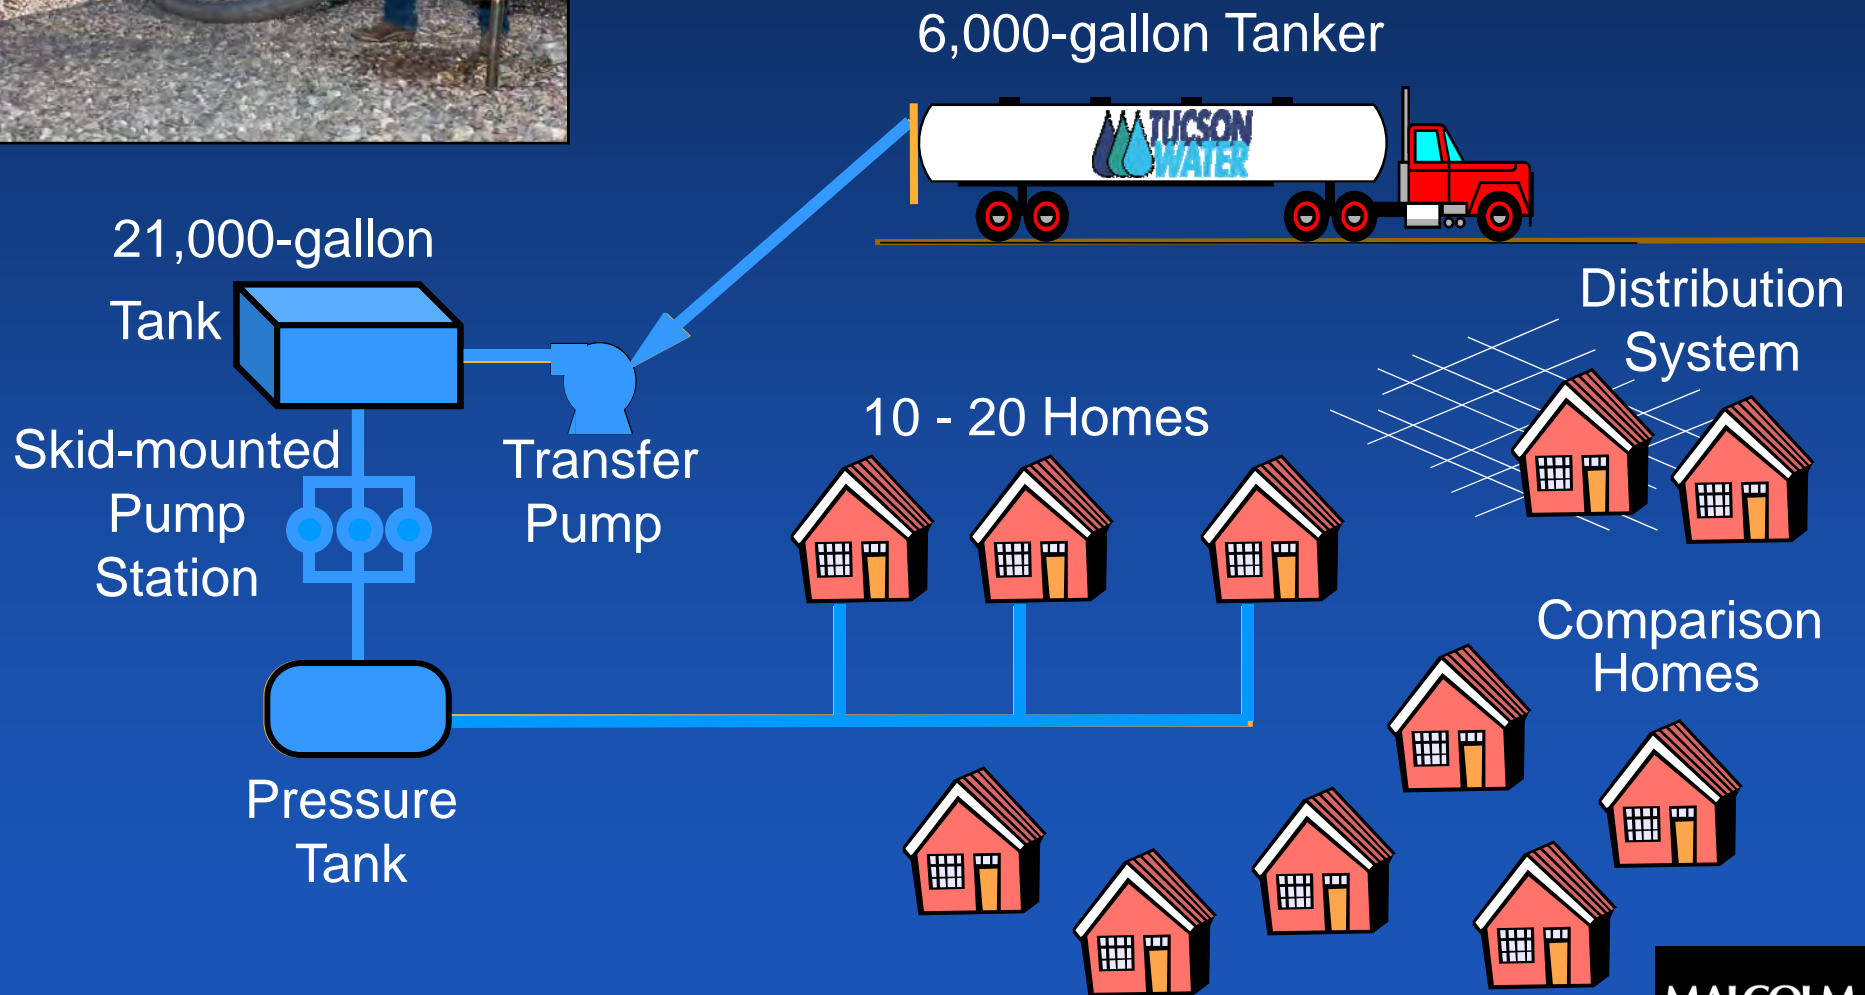 6,000-gallon Tanker
TUCSON
WATER
21,000-gallon
Tank
Distribution
System
10 - 20 Homes
Skid-mounted
Pump
Station
Transfer
Pump
Comparison
Homes
Pressure
Tank
MALCOLM